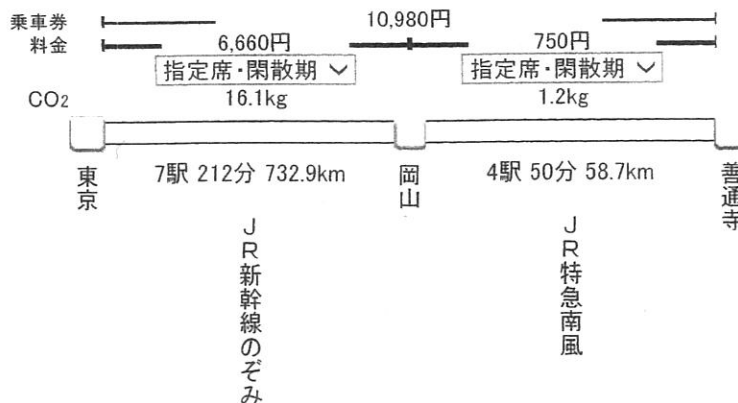 乗車券 10,980円
料金 6,660円 750円
指定席・閑散期 指定席・閑散期
CO2 16.1kg 1.2kg
東京 7駅 212分 732.9km 岡山 4駅 50分 58.7km 善通寺
JR新幹線のぞみ
JR特急南風